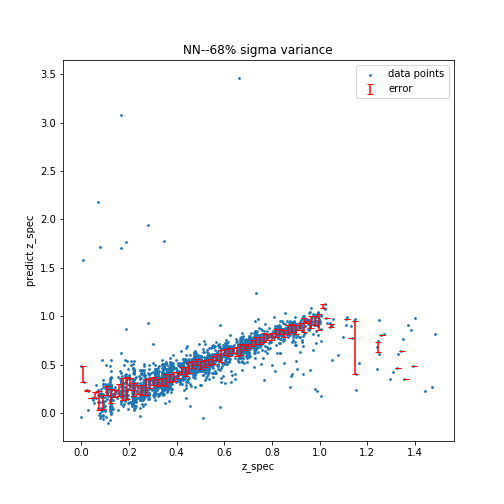 NN--68% sigma variance
data points
error
predict z_spec
3.5
3.0
2.5
2.0
1.5
1.0
0.5
0.0
0.0 0.2 0.4 0.6 0.8 1.0 1.2 1.4
z_spec